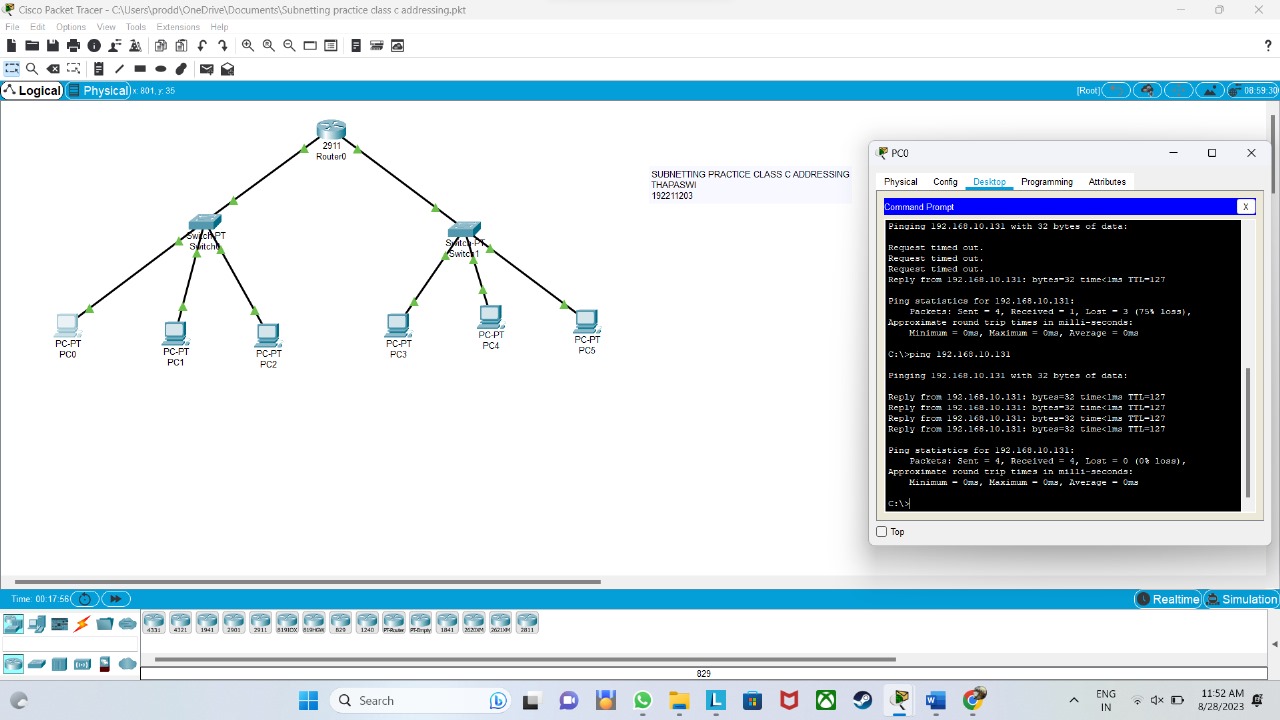 Cisco Packet Tracer - C:\Users\prodd\OneDrive\Documents\Subnetting practice class c addressing.pkt
File Edit Options View Tools Extensions Help
Logical Physical x: 801, y: 35 [Root] 08:59:30
2911
Router0
Switch-PT
Switch0
Switch-PT
Switch1
PC-PT
PC0
PC-PT
PC1
PC-PT
PC2
PC-PT
PC3
PC-PT
PC4
PC-PT
PC5
SUBNETTING PRACTICE CLASS C ADDRESSING
THAPASWI
192211203
PC0
Physical Config Desktop Programming Attributes
Command Prompt X
Pinging 192.168.10.131 with 32 bytes of data:
Request timed out.
Request timed out.
Request timed out.
Reply from 192.168.10.131: bytes=32 time<1ms TTL=127
Ping statistics for 192.168.10.131:
Packets: Sent = 4, Received = 1, Lost = 3 (75% loss),
Approximate round trip times in milli-seconds:
Minimum = 0ms, Maximum = 0ms, Average = 0ms
C:\>ping 192.168.10.131
Pinging 192.168.10.131 with 32 bytes of data:
Reply from 192.168.10.131: bytes=32 time<1ms TTL=127
Reply from 192.168.10.131: bytes=32 time<1ms TTL=127
Reply from 192.168.10.131: bytes=32 time<1ms TTL=127
Reply from 192.168.10.131: bytes=32 time<1ms TTL=127
Ping statistics for 192.168.10.131:
Packets: Sent = 4, Received = 4, Lost = 0 (0% loss),
Approximate round trip times in milli-seconds:
Minimum = 0ms, Maximum = 0ms, Average = 0ms
C:\>
Top
Time: 00:17:56 Realtime Simulation
4331 4321 1941 2901 2911 819IOX 819HGW 829 1240 PT-Router PT-Empty 1841 2620XM 2621XM 2811
829
Search
ENG
IN
11:52 AM
8/28/2023